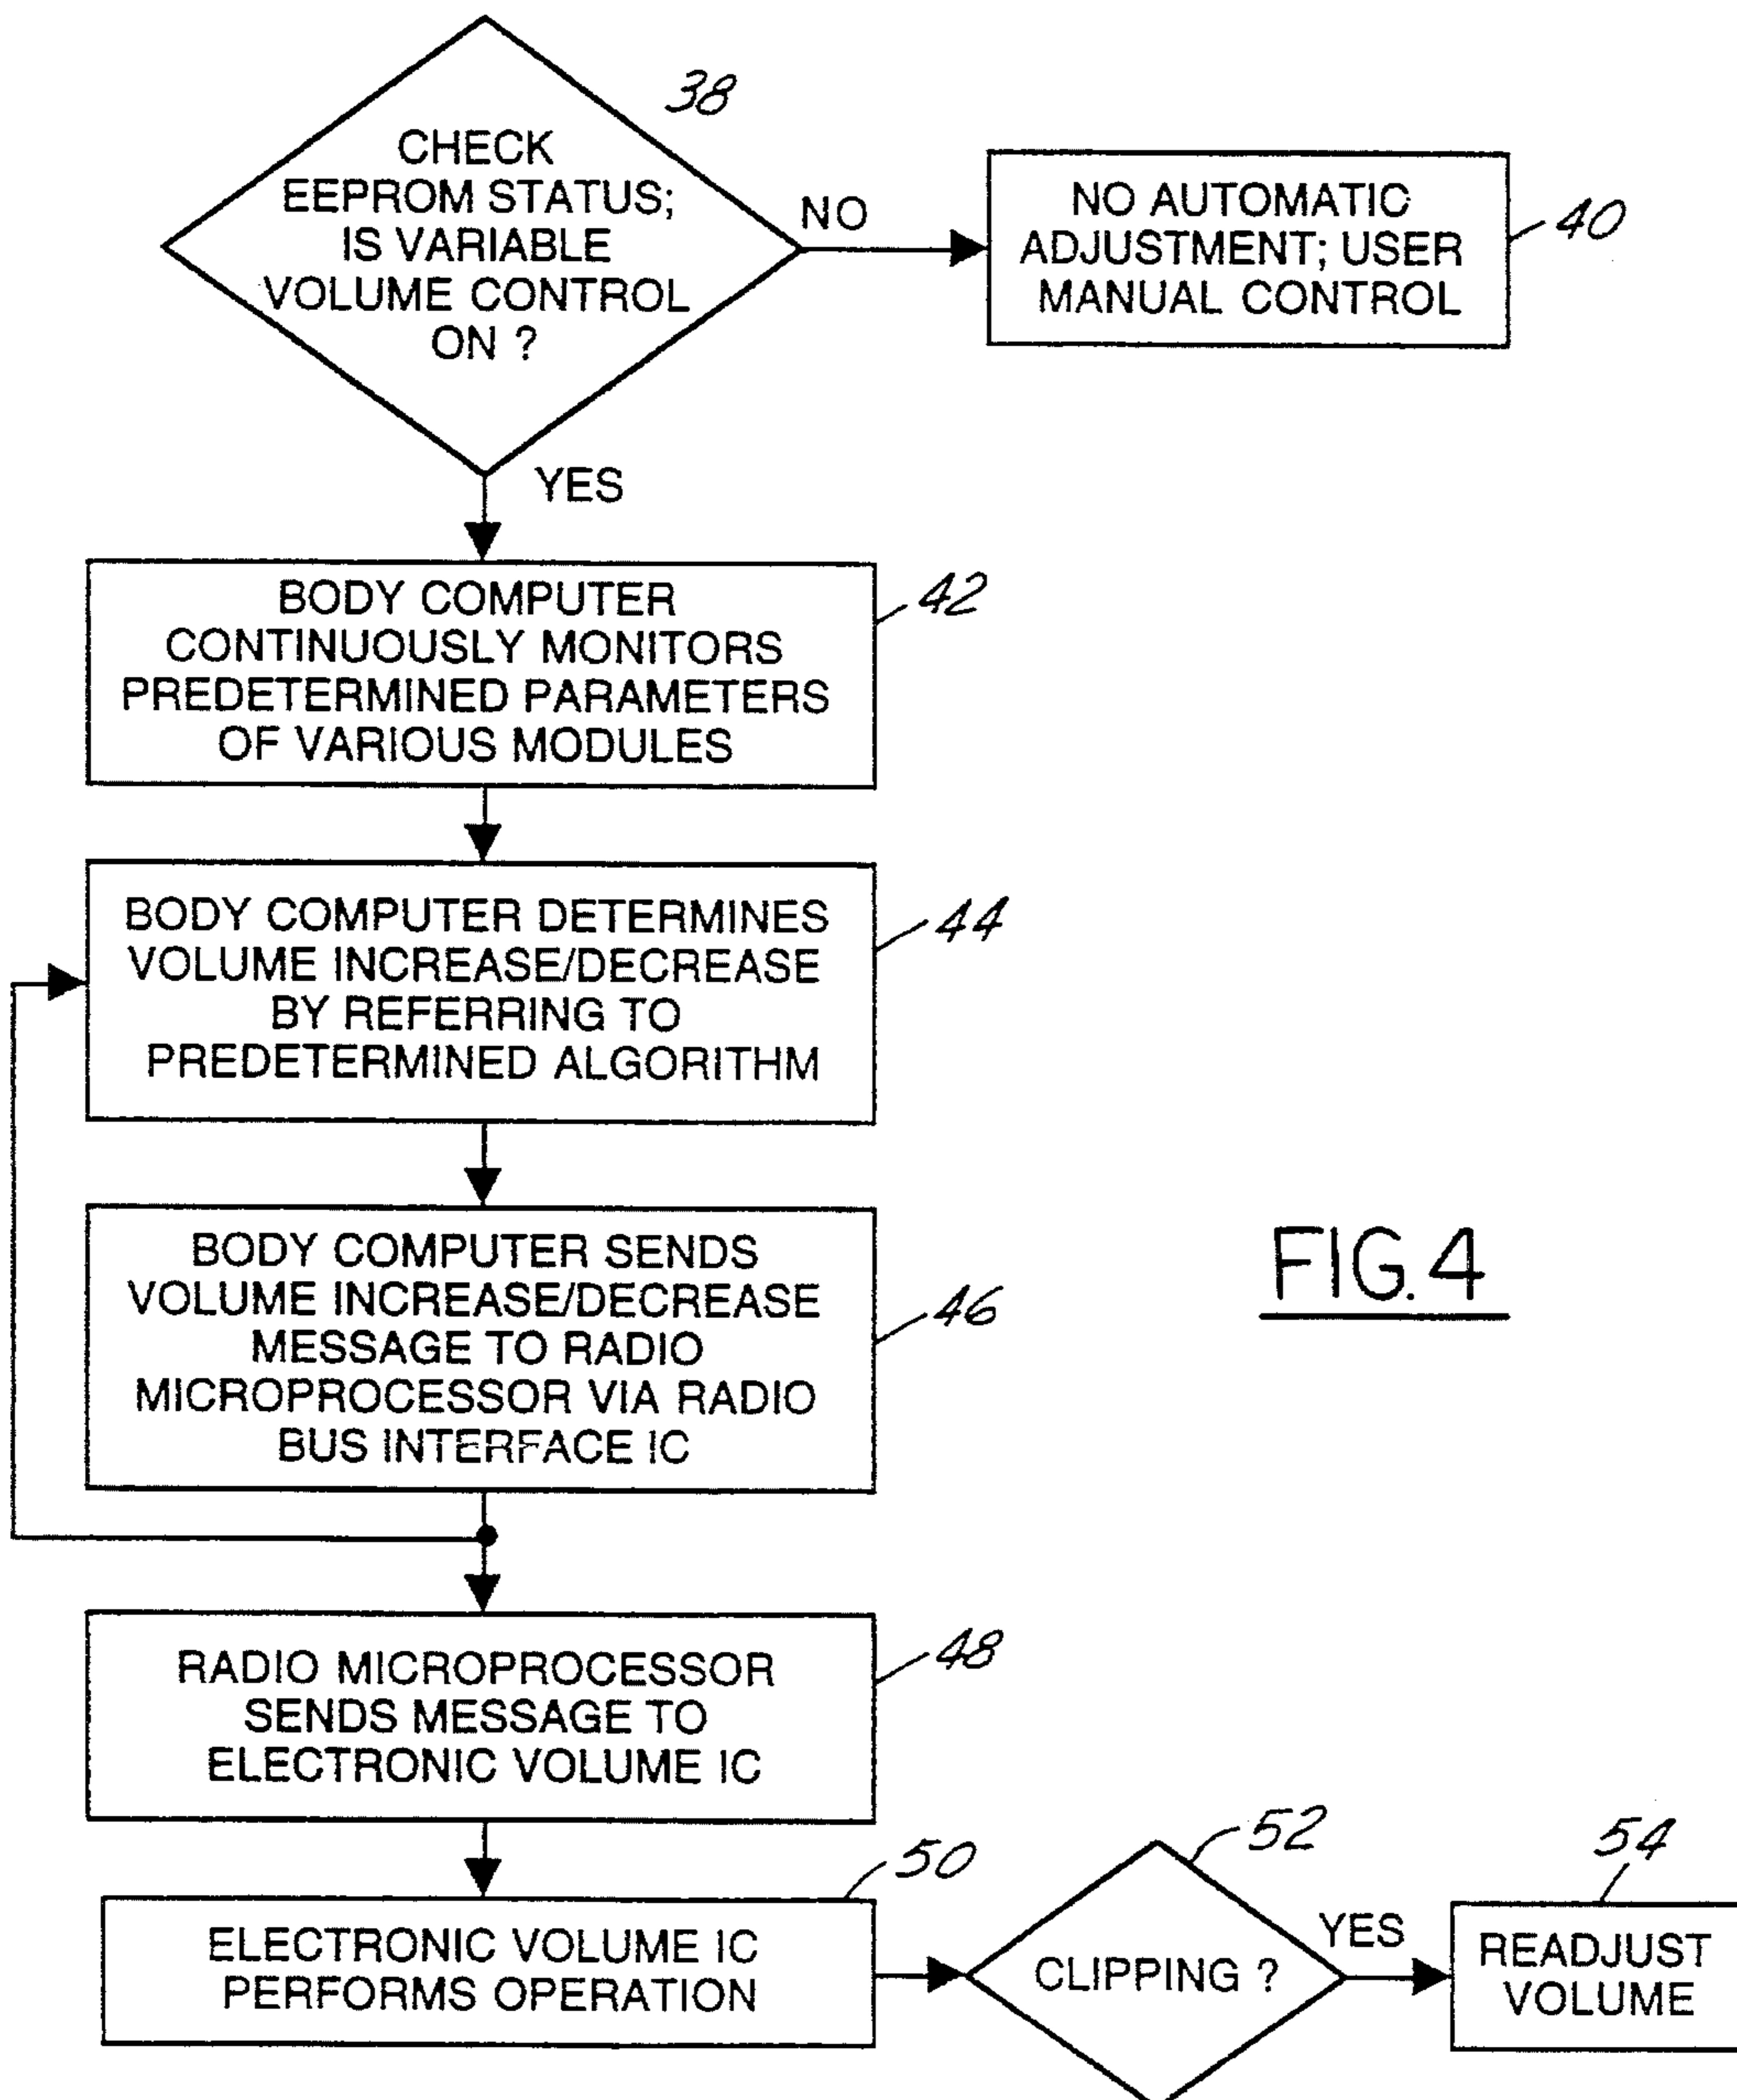 38
CHECK
EEPROM STATUS;
IS VARIABLE
VOLUME CONTROL
ON ?
NO
NO AUTOMATIC
ADJUSTMENT; USER
MANUAL CONTROL
40
YES
BODY COMPUTER
CONTINUOUSLY MONITORS
PREDETERMINED PARAMETERS
OF VARIOUS MODULES
42
BODY COMPUTER DETERMINES
VOLUME INCREASE/DECREASE
BY REFERRING TO
PREDETERMINED ALGORITHM
44
BODY COMPUTER SENDS
VOLUME INCREASE/DECREASE
MESSAGE TO RADIO
MICROPROCESSOR VIA RADIO
BUS INTERFACE IC
46
FIG.4
RADIO MICROPROCESSOR
SENDS MESSAGE TO
ELECTRONIC VOLUME IC
48
ELECTRONIC VOLUME IC
PERFORMS OPERATION
50
CLIPPING ?
52
YES
READJUST
VOLUME
54